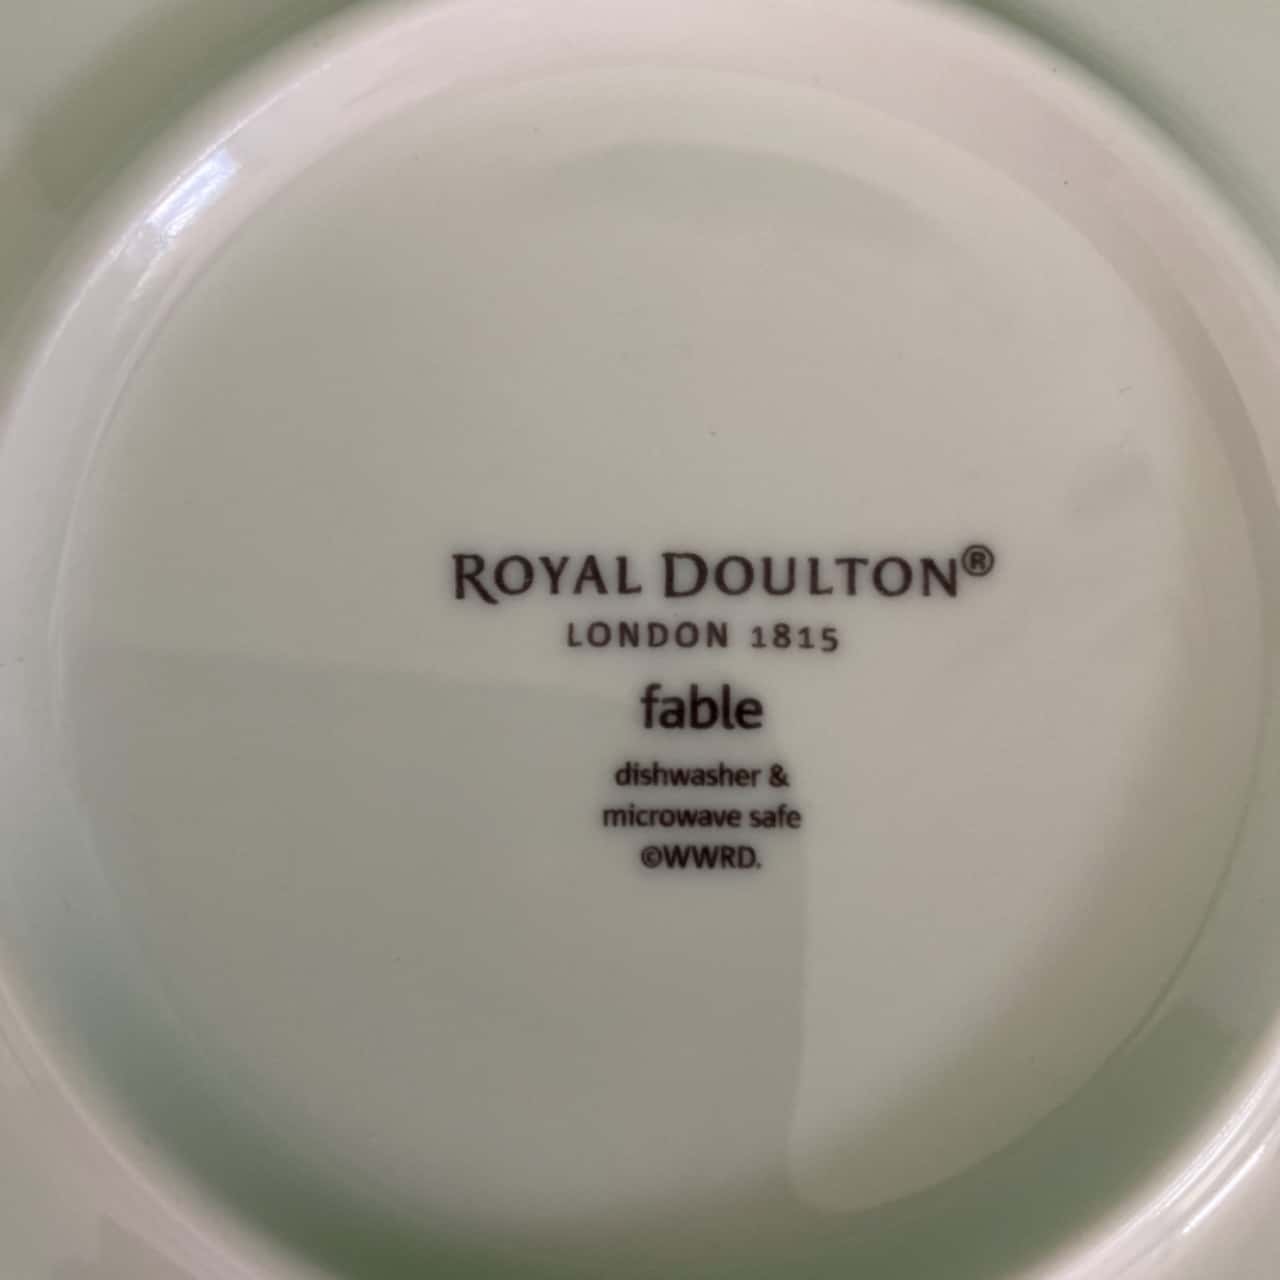 ROYAL DOULTON®
LONDON 1815
fable
dishwasher &
microwave safe
©WWRD.